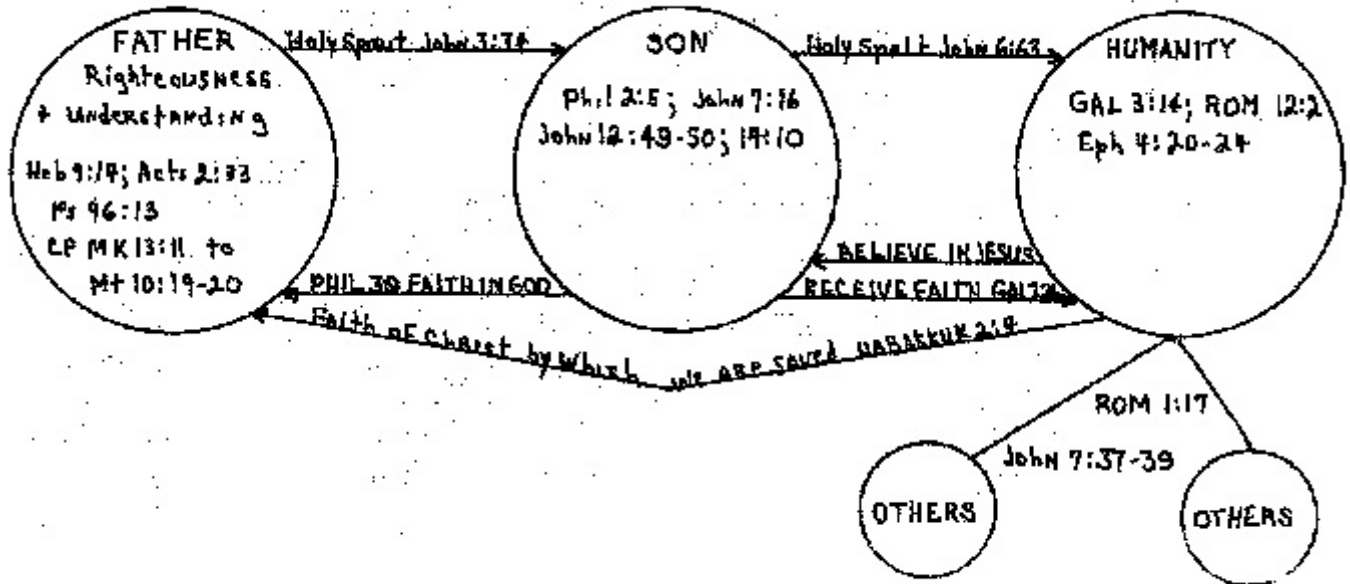 FATHER
Righteousness
+ Understanding
Heb 9:14; Acts 2:33
Ps 96:13
CP MK 13:11 to
Mt 10:19-20
Holy Spirit John 3:34
SON
Phil 2:5; John 7:16
John 12:49-50; 14:10
Holy Spirit John 6:63
HUMANITY
GAL 3:14; ROM 12:2
Eph 4:20-24
BELIEVE IN JESUS
PHIL 3:9 FAITH IN GOD
RECEIVE FAITH GAL
Faith of Christ by Which We ARE SAVED HABAKKUK 2:4
ROM 1:17
John 7:37-39
OTHERS
OTHERS